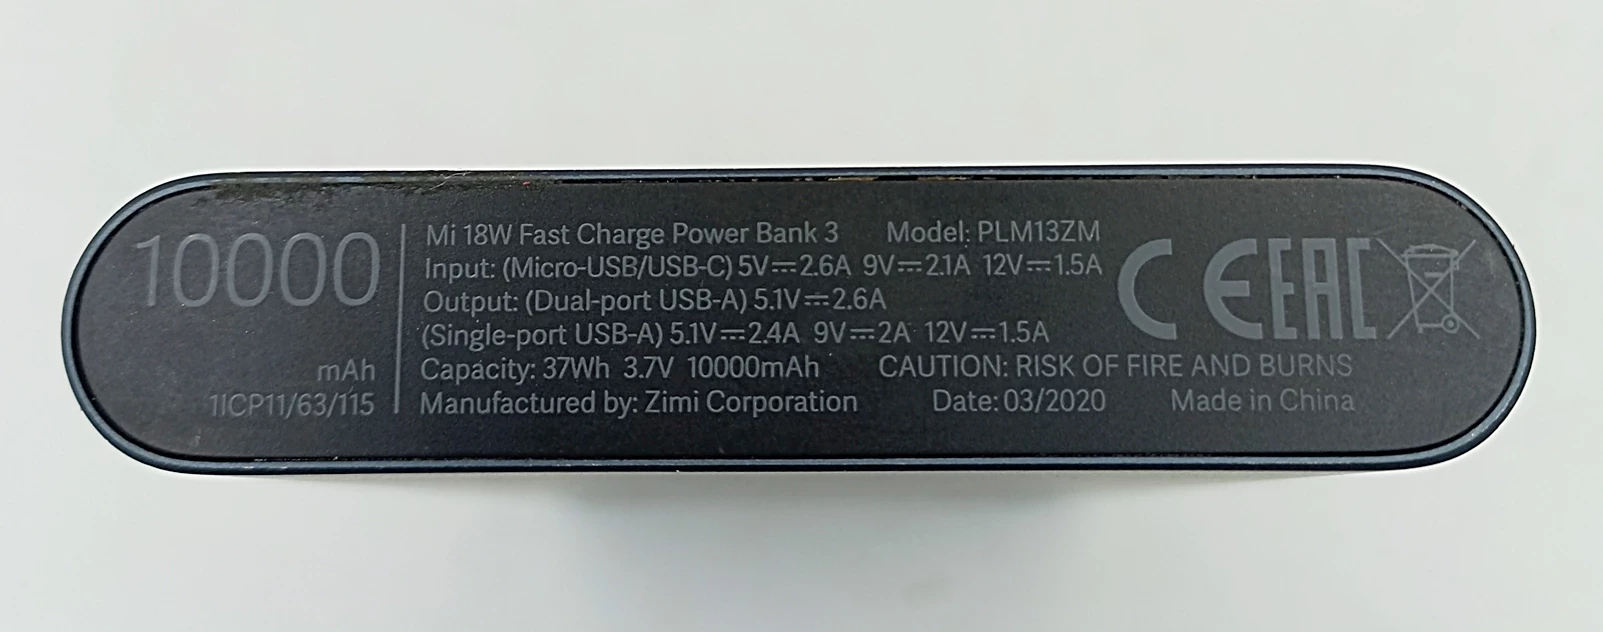 10000
mAh
1ICP11/63/115
Mi 18W Fast Charge Power Bank 3 Model: PLM13ZM
Input: (Micro-USB/USB-C) 5V⎓2.6A 9V⎓2.1A 12V⎓1.5A
Output: (Dual-port USB-A) 5.1V⎓2.6A
(Single-port USB-A) 5.1V⎓2.4A 9V⎓2A 12V⎓1.5A
Capacity: 37Wh 3.7V 10000mAh CAUTION: RISK OF FIRE AND BURNS
Manufactured by: Zimi Corporation Date: 03/2020 Made in China
CE EAC